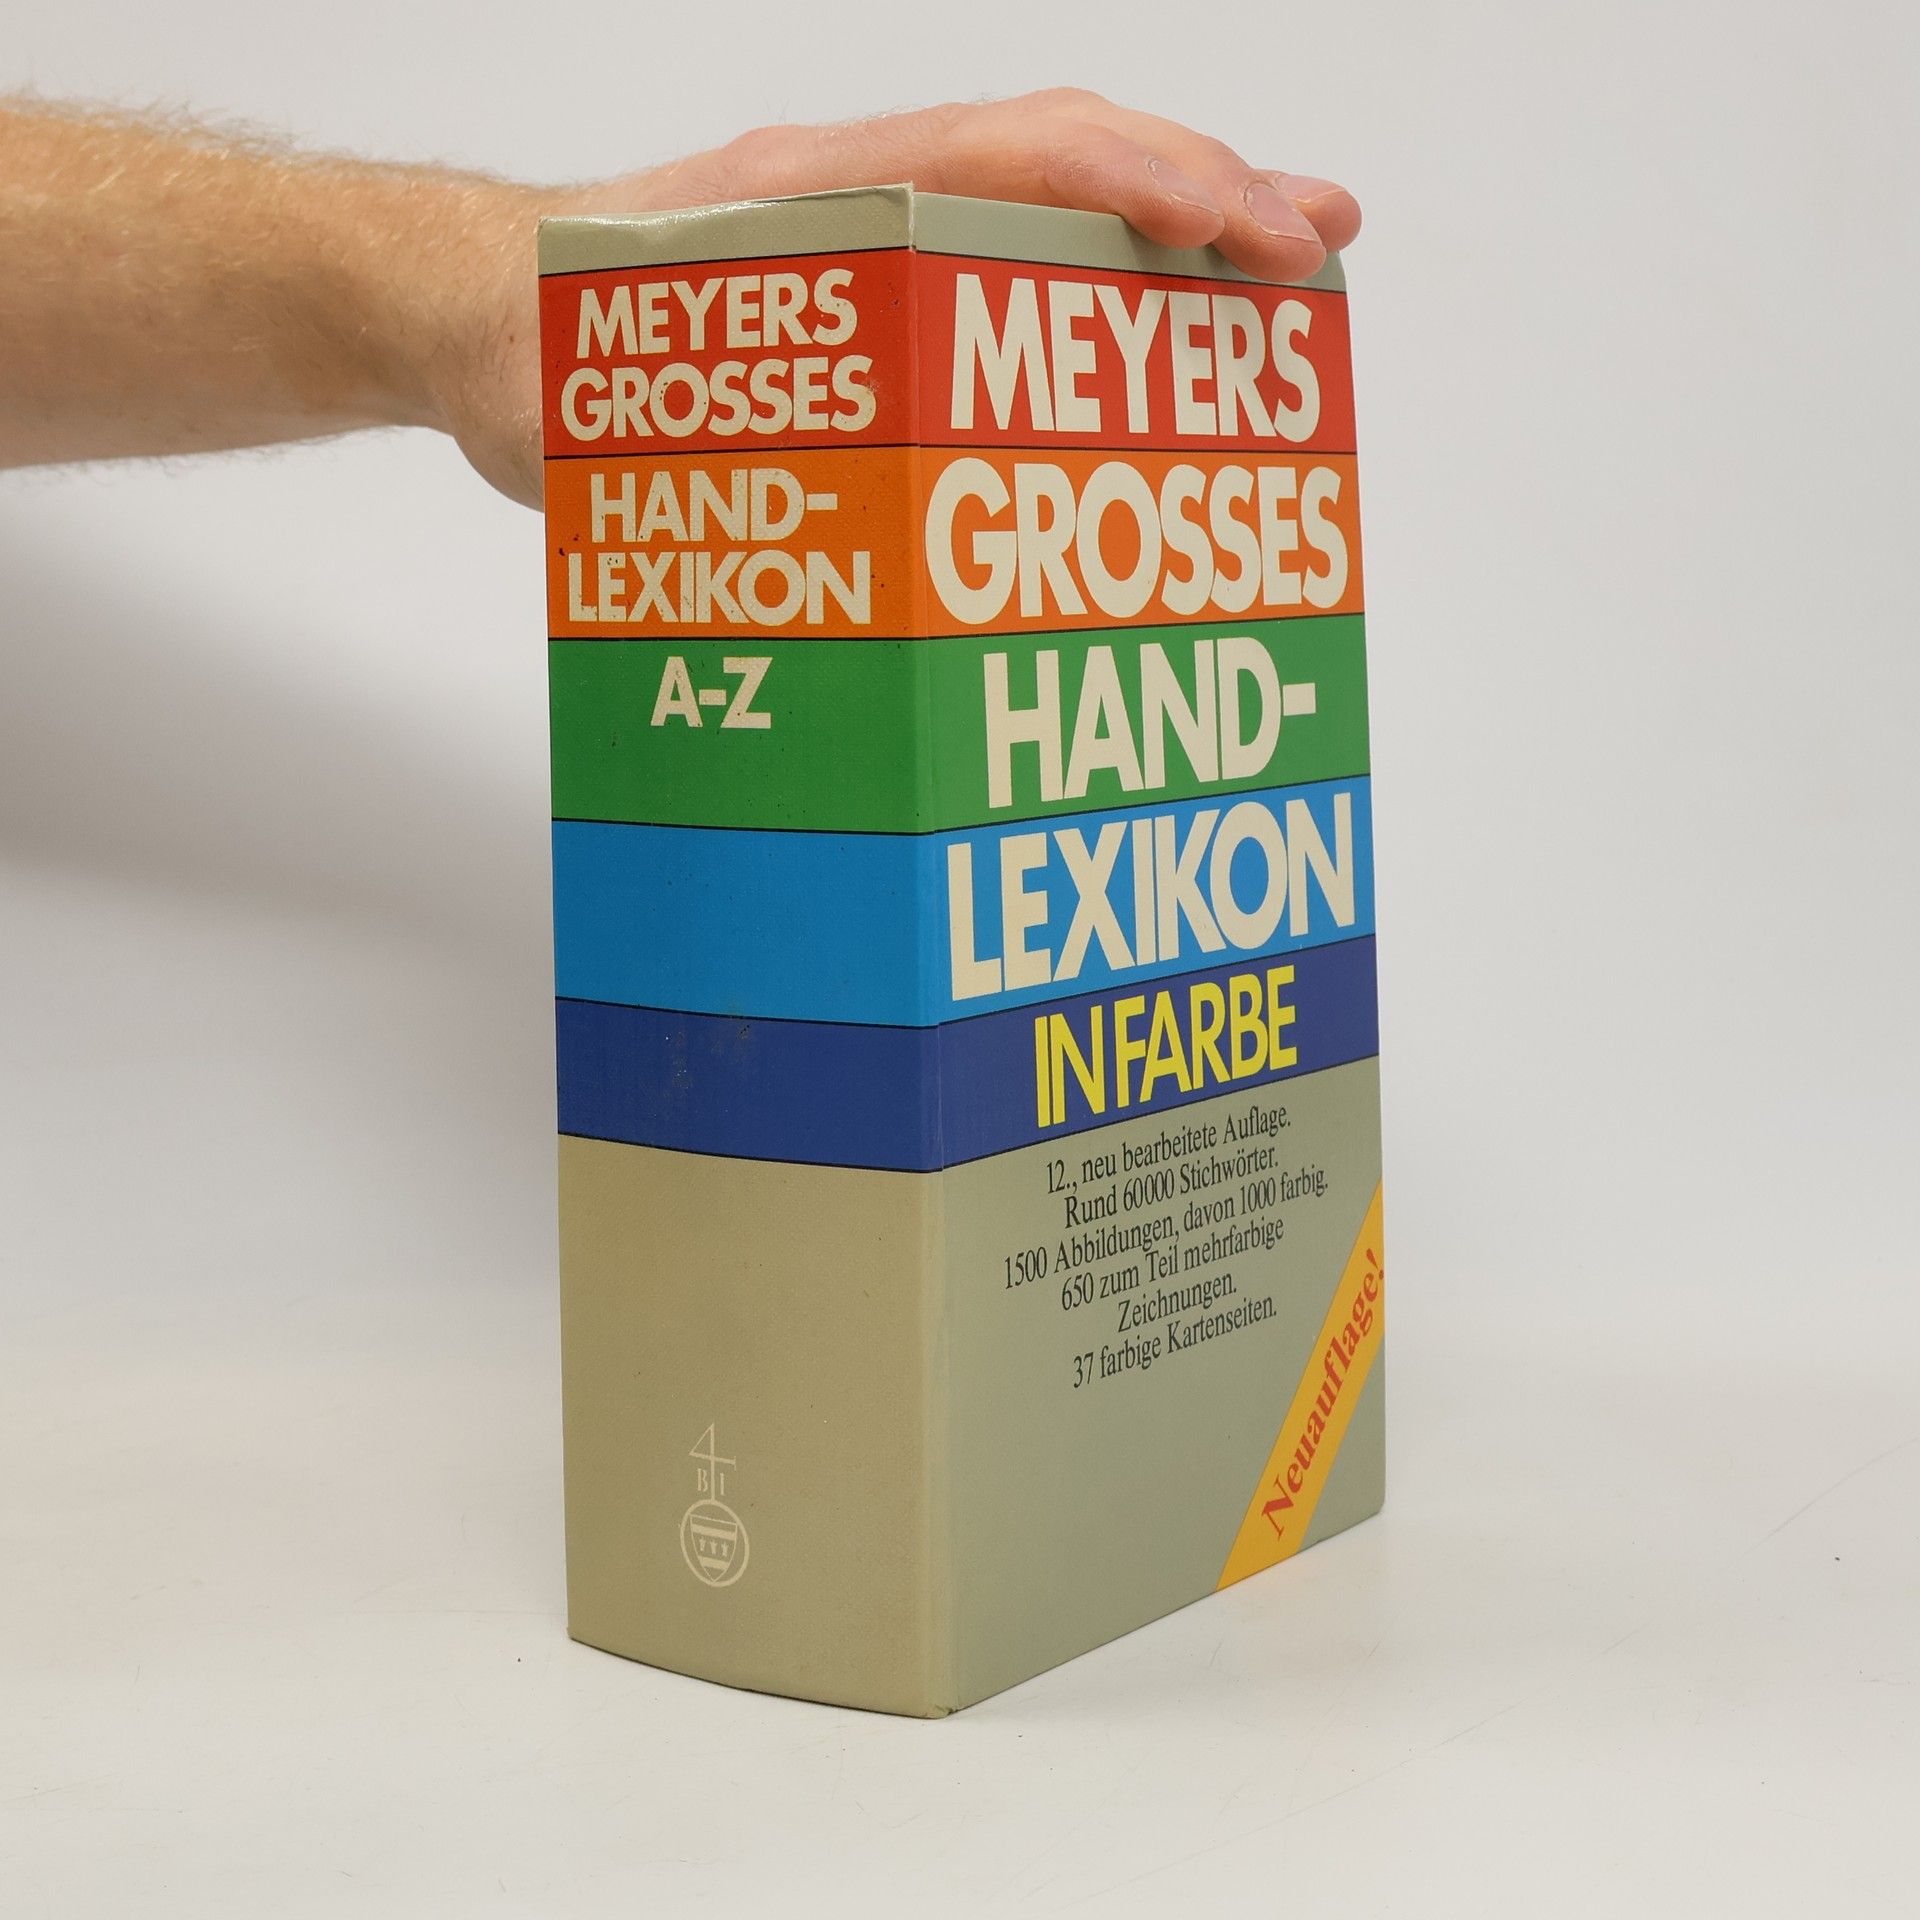 MEYERS
GROSSES
HAND-
LEXIKON
A-Z
B I
MEYERS
GROSSES
HAND-
LEXIKON
IN FARBE
12., neu bearbeitete Auflage.
Rund 60000 Stichwörter.
1500 Abbildungen, davon 1000 farbig.
650 zum Teil mehrfarbige
Zeichnungen.
37 farbige Kartenseiten.
Neuauflage!